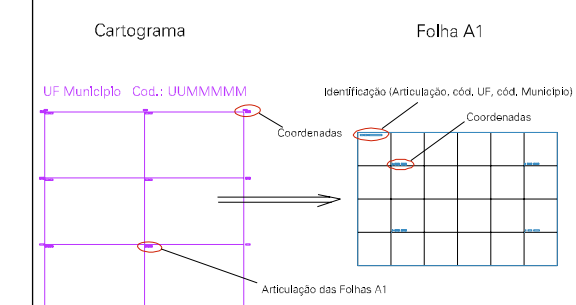 Cartograma
Folha A1
UF Município Cod.: UUMMMMM
Identificação (Articulação, cód. UF, cód. Município)
Coordenadas
Coordenadas
Articulação das Folhas A1